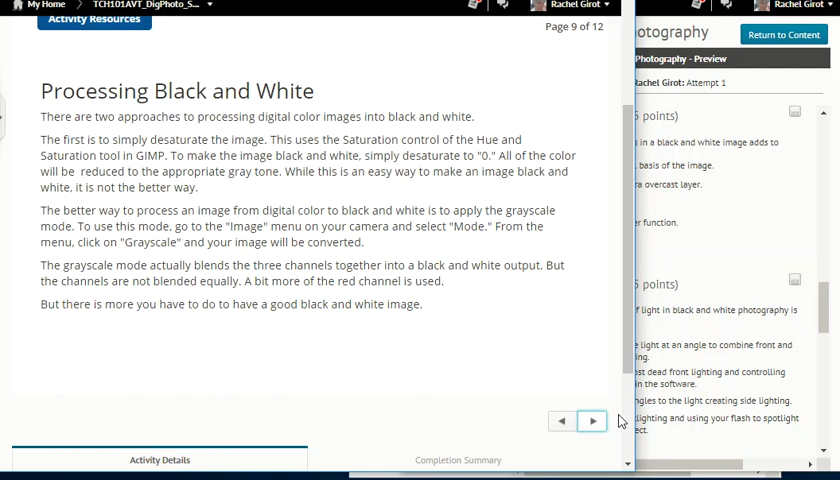 My Home
TCH101AVT_DigPhoto_S...
Rachel Girot
Rachel Girot
Activity Resources
Page 9 of 12
otography
Return to Content
Photography - Preview
Rachel Girot: Attempt 1
Processing Black and White
There are two approaches to processing digital color images into black and white.
The first is to simply desaturate the image. This uses the Saturation control of the Hue and
Saturation tool in GIMP. To make the image black and white, simply desaturate to "0." All of the color
will be reduced to the appropriate gray tone. While this is an easy way to make an image black and
white, it is not the better way.
The better way to process an image from digital color to black and white is to apply the grayscale
mode. To use this mode, go to the "Image" menu on your camera and select "Mode." From the
menu, click on "Grayscale" and your image will be converted.
The grayscale mode actually blends the three channels together into a black and white output. But
the channels are not blended equally. A bit more of the red channel is used.
But there is more you have to do to have a good black and white image.
5 points)
d in a black and white image adds to
basis of the image.
ra overcast layer.
er function.
5 points)
of light in black and white photography is
e light at an angle to combine front and
ing.
ost dead front lighting and controlling
in the software.
ngles to the light creating side lighting.
lighting and using your flash to spotlight
ect.
Activity Details
Completion Summary